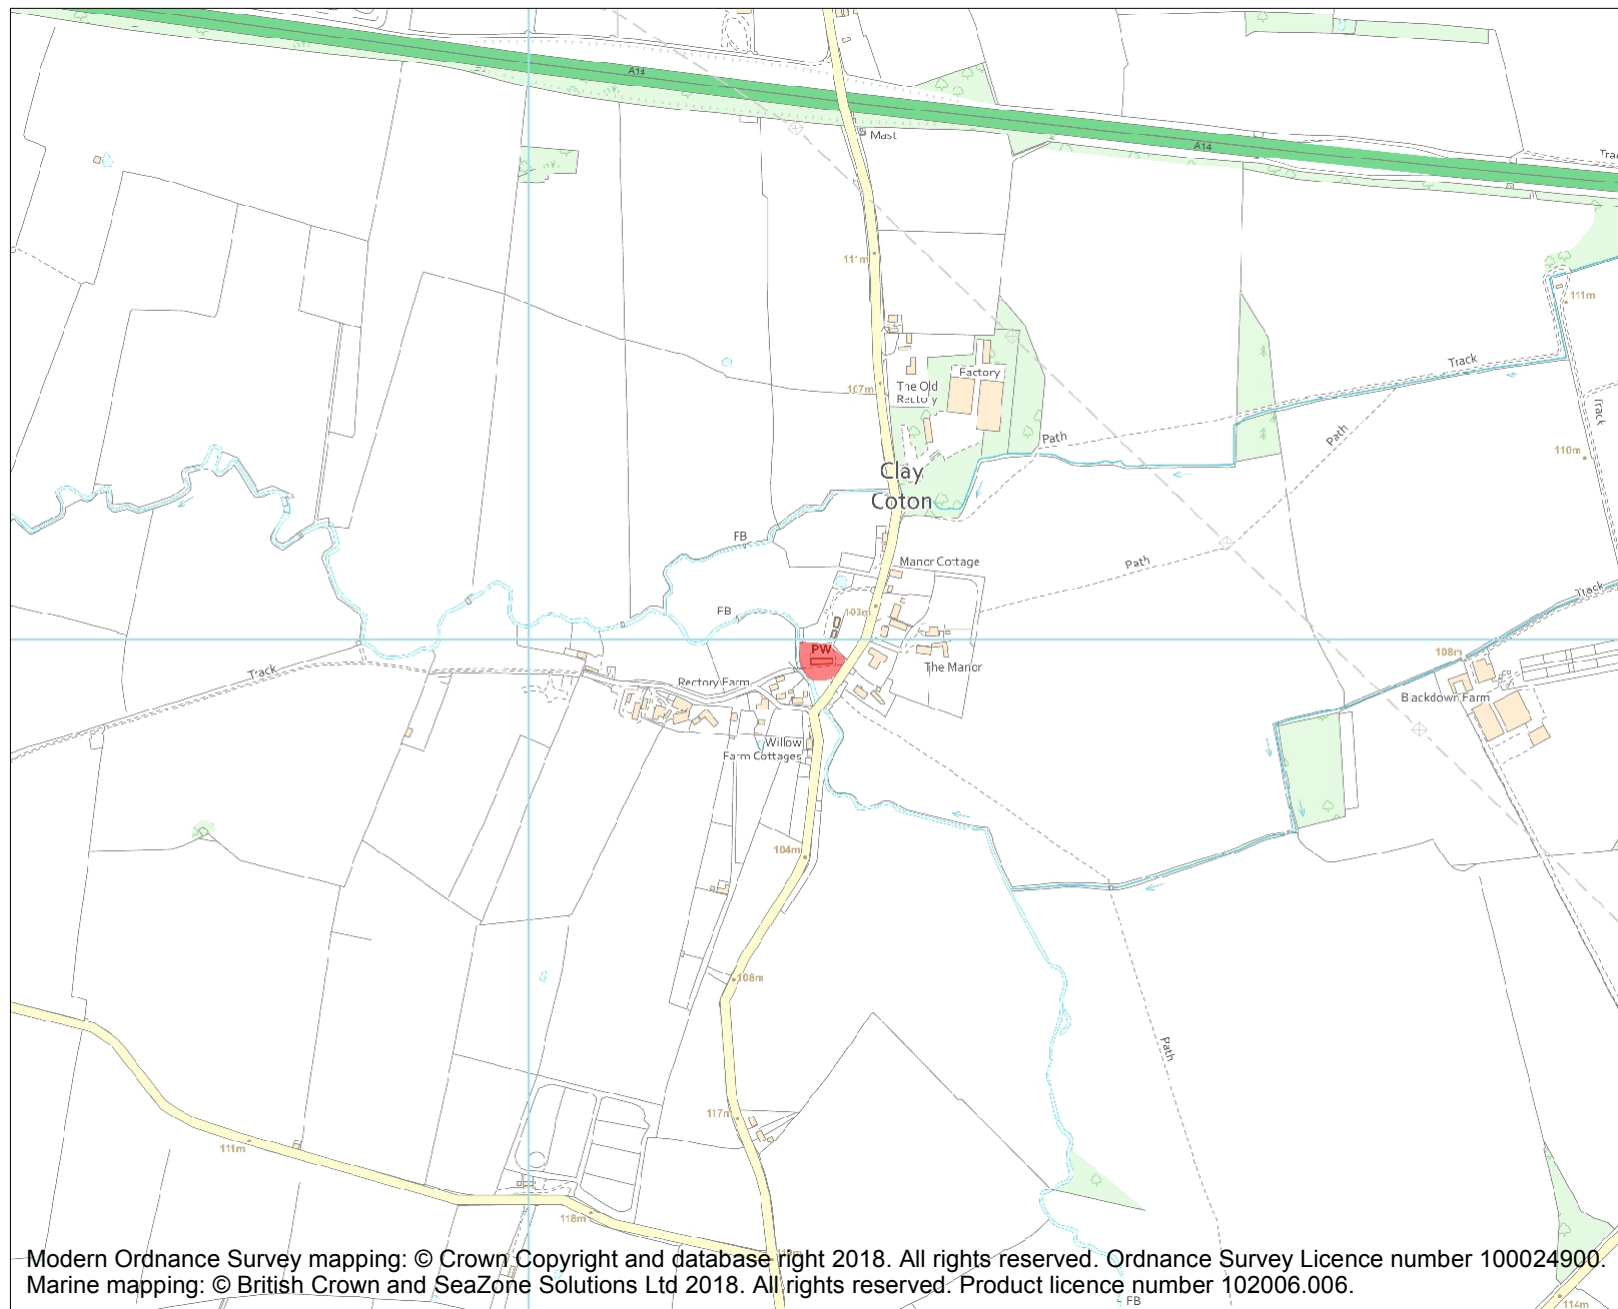 A14
Mast
A14
111m
111m
Factory
The Old
Rectory
107m
Track
Track
Path
Path
110m
Clay
Coton
FB
Manor Cottage
Path
FB
103m
Track
PW
Track
The Manor
108m
Rectory Farm
Blackdown Farm
Willow
Farm Cottages
104m
108m
Path
117m
111m
118m
Modern Ordnance Survey mapping: © Crown Copyright and database right 2018. All rights reserved. Ordnance Survey Licence number 100024900.
Marine mapping: © British Crown and SeaZone Solutions Ltd 2018. All rights reserved. Product licence number 102006.006.
FB
114m